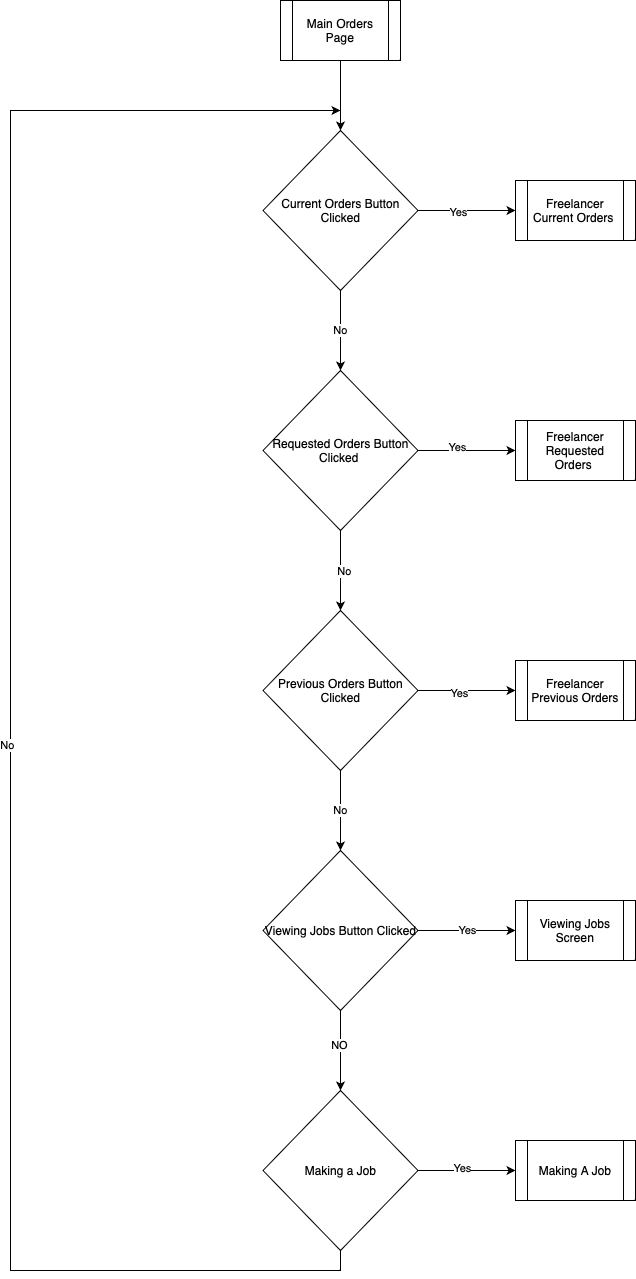 Main Orders
Page
Current Orders Button
Clicked
Yes
Freelancer
Current Orders
No
Requested Orders Button
Clicked
Yes
Freelancer
Requested
Orders
No
Previous Orders Button
Clicked
Yes
Freelancer
Previous Orders
No
No
Viewing Jobs Button Clicked
Yes
Viewing Jobs
Screen
NO
Making a Job
Yes
Making A Job